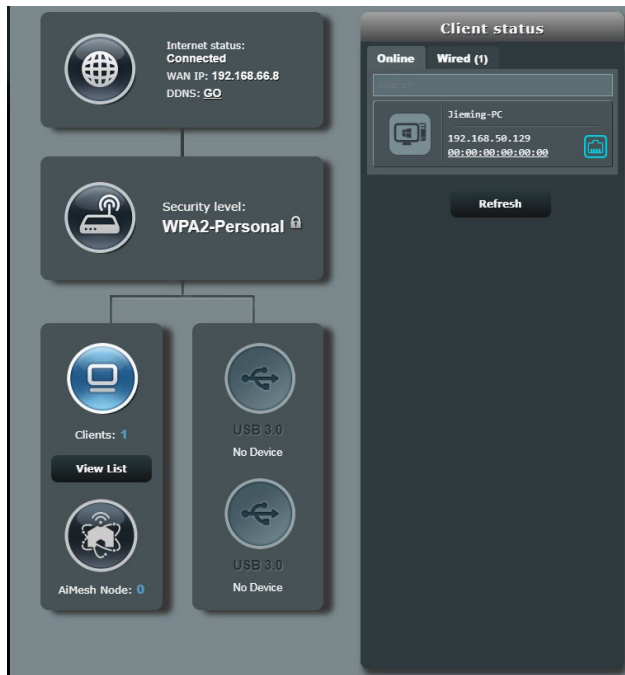 Internet status:
Connected
WAN IP: 192.168.66.8
DDNS: GO
Security level:
WPA2-Personal
Clients: 1
View List
AiMesh Node: 0
USB 3.0
No Device
USB 3.0
No Device
Client status
Online Wired (1)
Search
Jieming-PC
192.168.50.129
00:00:00:00:00:00
Refresh